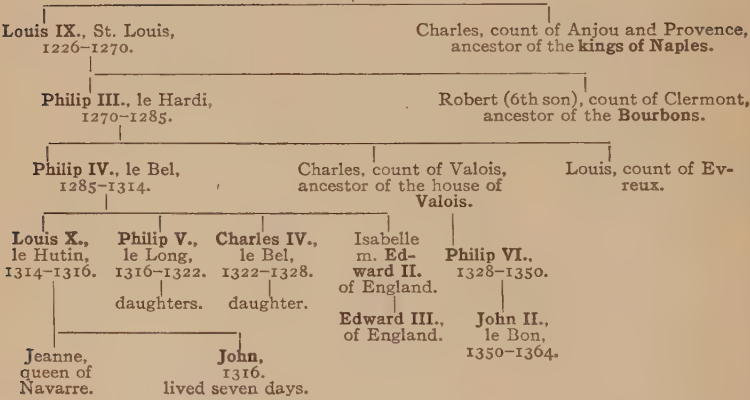 Louis IX., St. Louis,
1226–1270.
Charles, count of Anjou and Provence,
ancestor of the kings of Naples.
Philip III., le Hardi,
1270–1285.
Robert (6th son), count of Clermont,
ancestor of the Bourbons.
Philip IV., le Bel,
1285–1314.
Charles, count of Valois,
ancestor of the house of
Valois.
Louis, count of Ev-
reux.
Louis X.,
le Hutin,
1314–1316.
Philip V.,
le Long,
1316–1322.
daughters.
Charles IV.,
le Bel,
1322–1328.
daughter.
Isabelle
m. Ed-
ward II.
of England.
Edward III.,
of England.
Philip VI.,
1328–1350.
John II.,
le Bon,
1350–1364.
Jeanne,
queen of
Navarre.
John,
1316.
lived seven days.